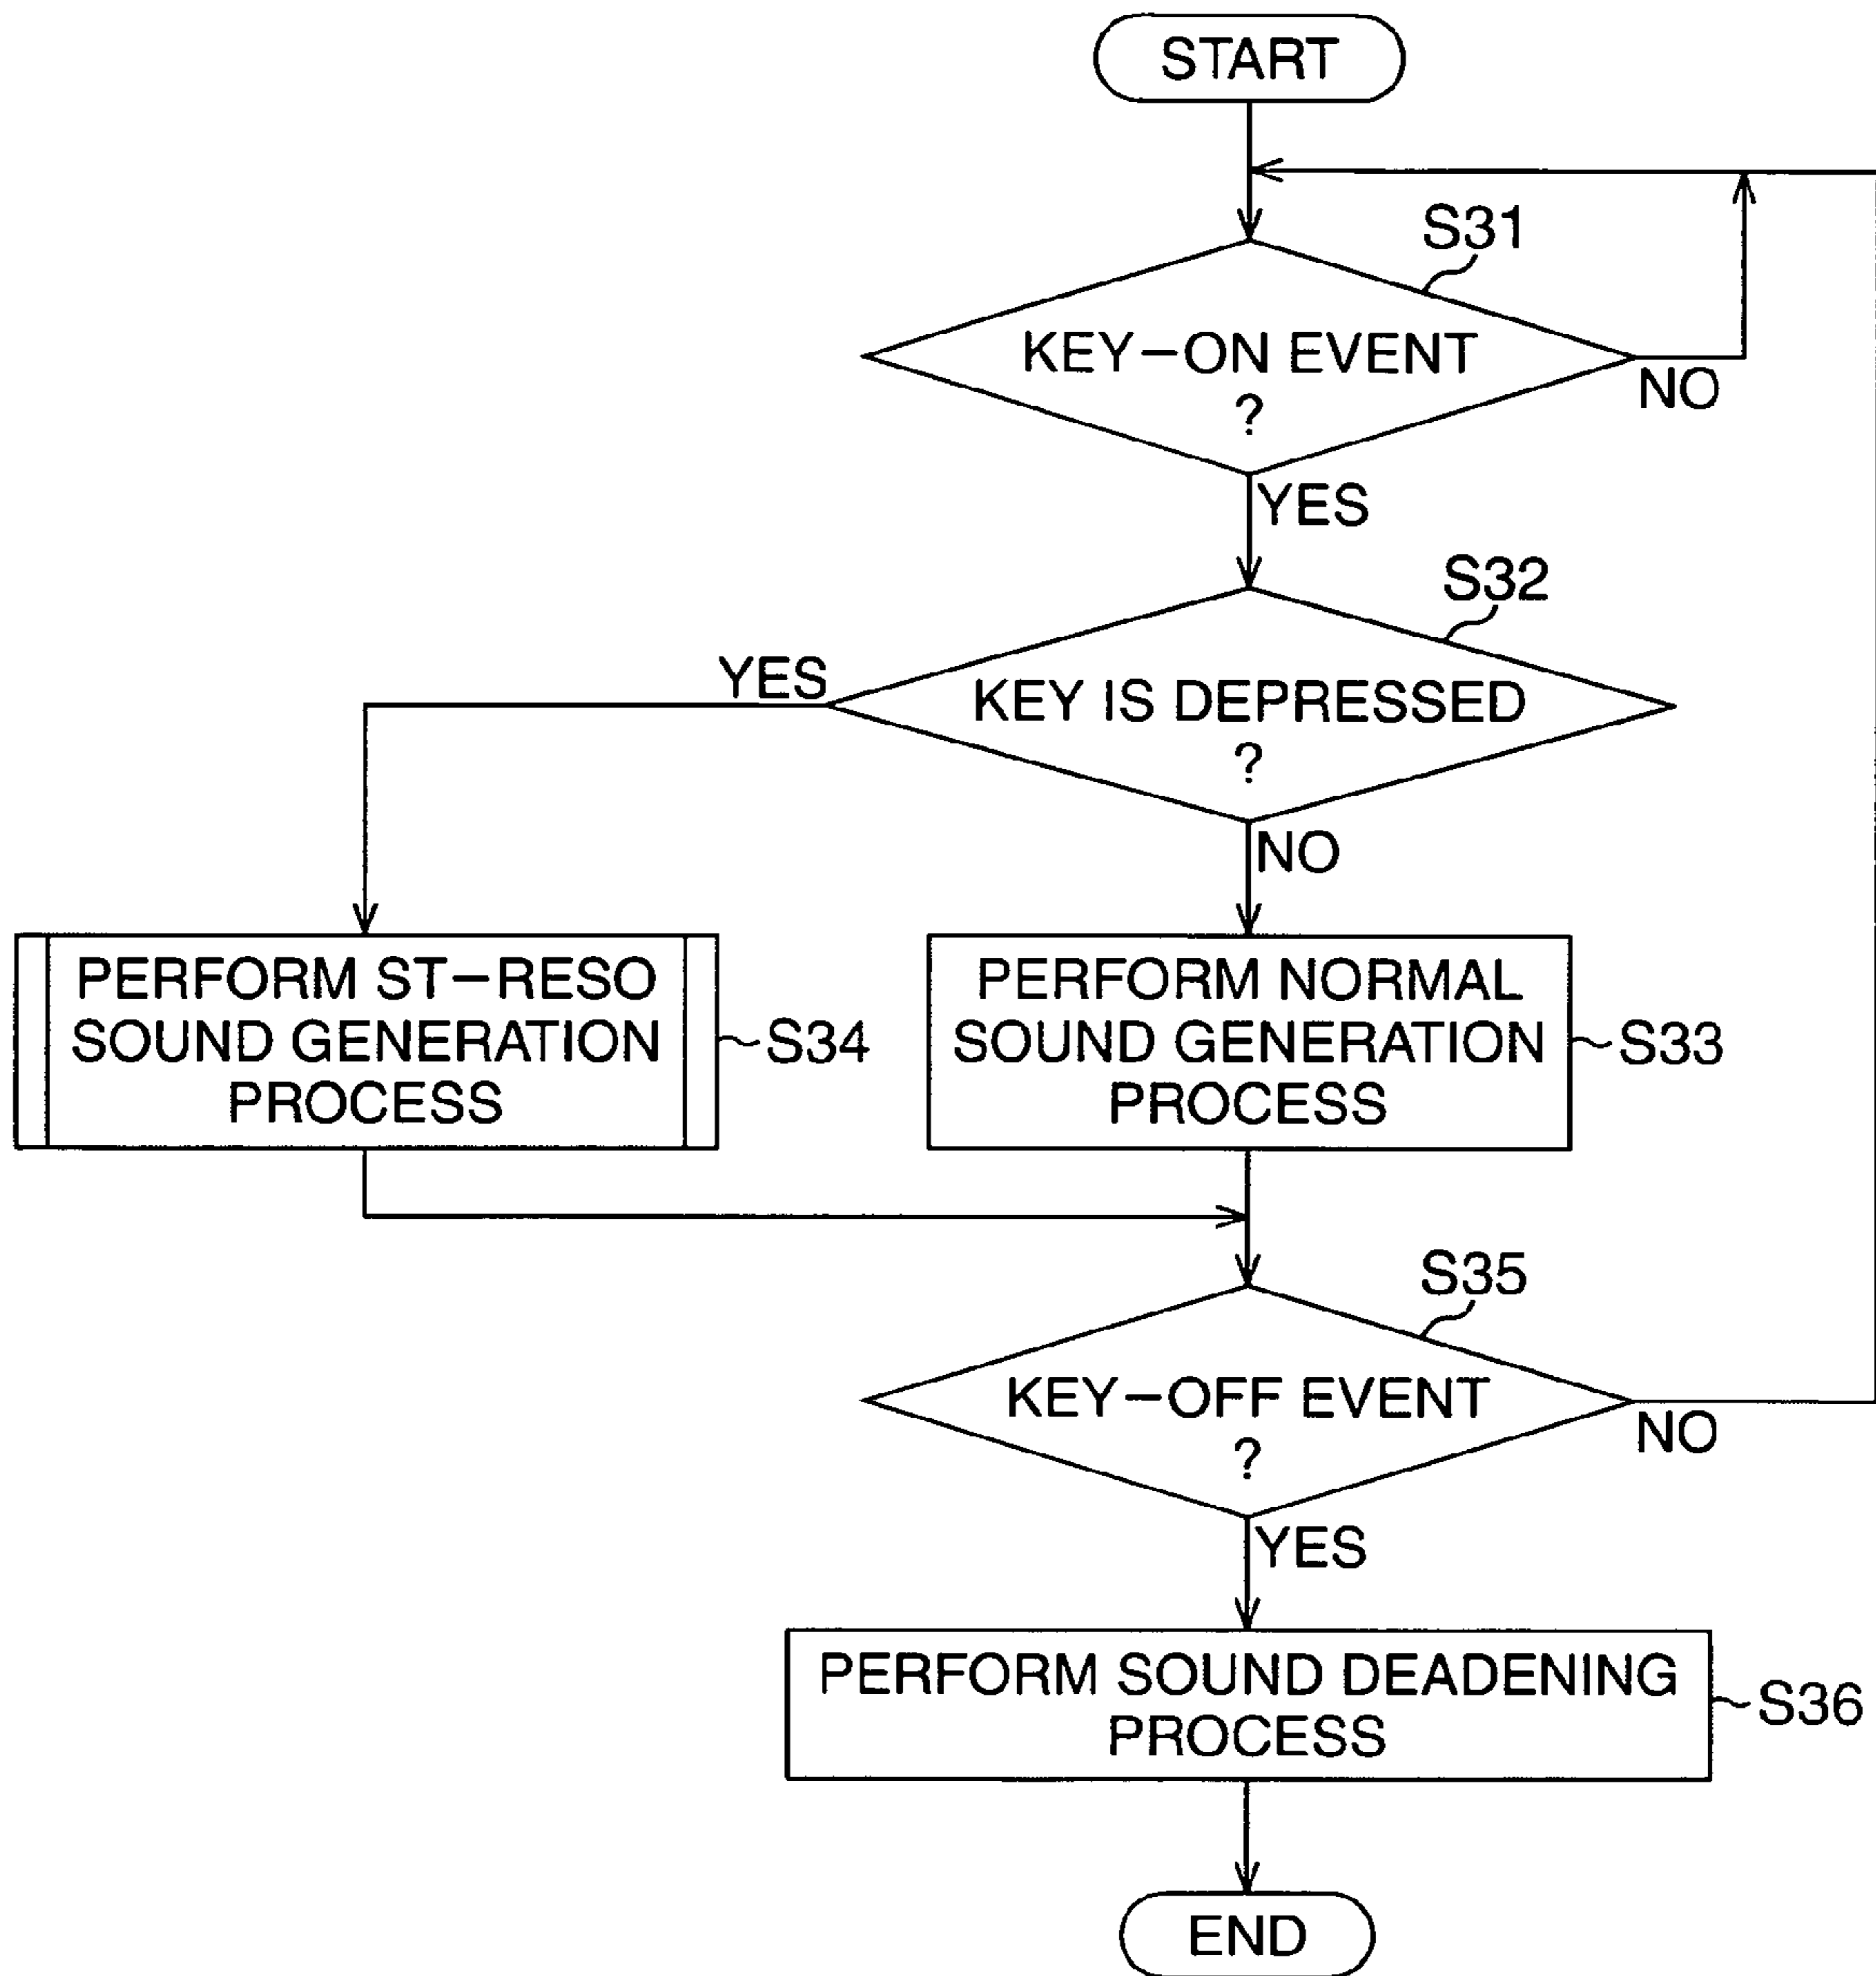 START
S31
KEY—ON EVENT
?
NO
YES
S32
YES
KEY IS DEPRESSED
?
NO
PERFORM ST—RESO
SOUND GENERATION
PROCESS
S34
PERFORM NORMAL
SOUND GENERATION
PROCESS
S33
S35
KEY—OFF EVENT
?
NO
YES
PERFORM SOUND DEADENING
PROCESS
S36
END